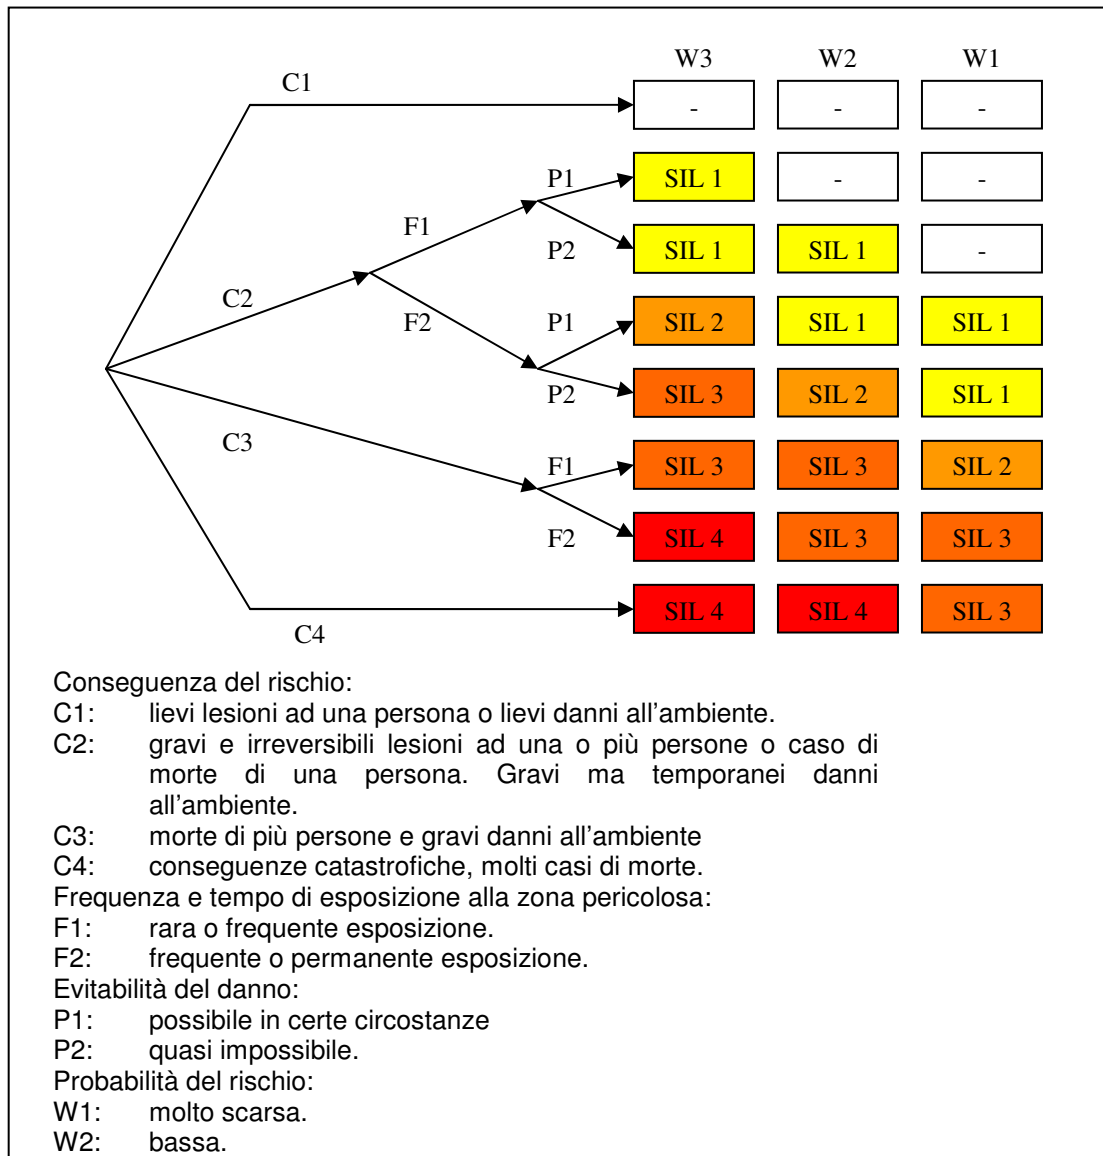 W3 W2 W1
C1
- - -
P1
SIL 1 - -
F1
P2
SIL 1 SIL 1 -
C2
F2
P1
SIL 2 SIL 1 SIL 1
P2
SIL 3 SIL 2 SIL 1
C3
F1
SIL 3 SIL 3 SIL 2
F2
SIL 4 SIL 3 SIL 3
SIL 4 SIL 4 SIL 3
C4
Conseguenza del rischio:
C1: lievi lesioni ad una persona o lievi danni all’ambiente.
C2: gravi e irreversibili lesioni ad una o più persone o caso di
morte di una persona. Gravi ma temporanei danni
all’ambiente.
C3: morte di più persone e gravi danni all’ambiente
C4: conseguenze catastrofiche, molti casi di morte.
Frequenza e tempo di esposizione alla zona pericolosa:
F1: rara o frequente esposizione.
F2: frequente o permanente esposizione.
Evitabilità del danno:
P1: possibile in certe circostanze
P2: quasi impossibile.
Probabilità del rischio:
W1: molto scarsa.
W2: bassa.